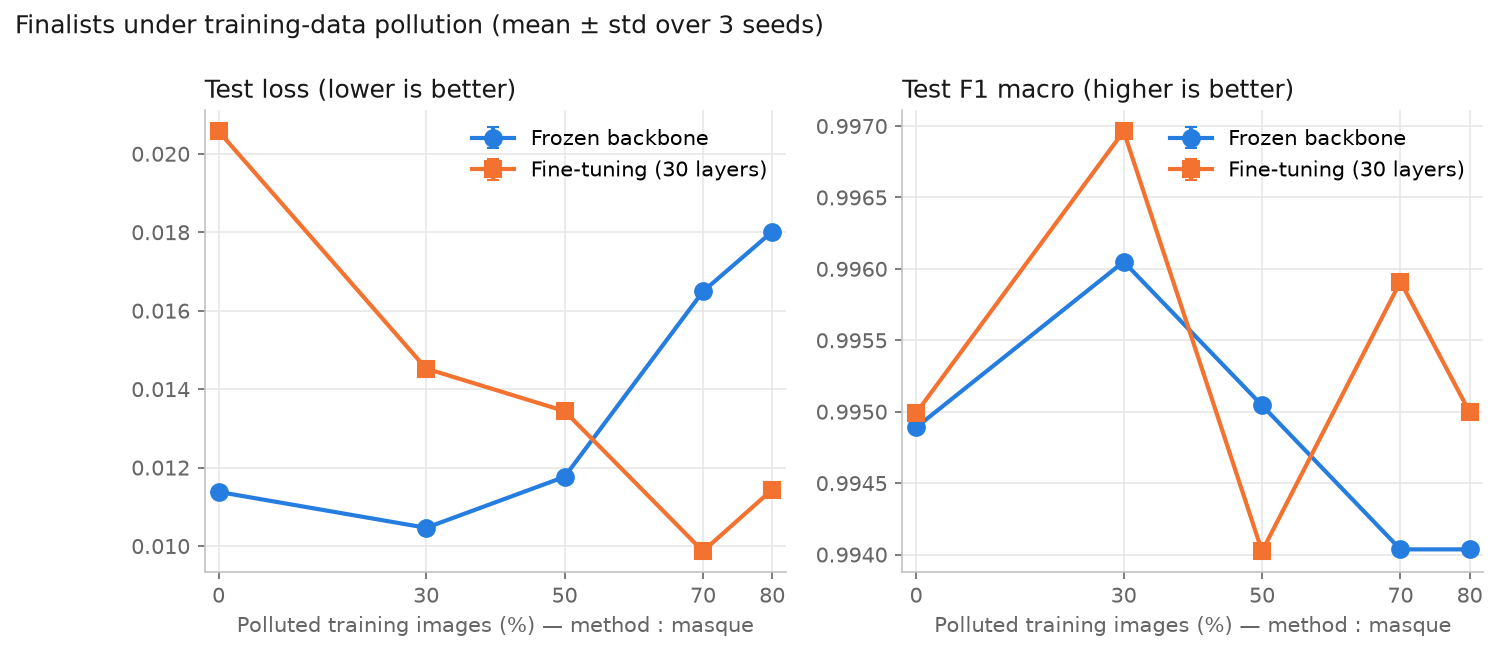 Finalists under training-data pollution (mean ± std over 3 seeds)
Test loss (lower is better)
Frozen backbone
Fine-tuning (30 layers)
0.020
0.018
0.016
0.014
0.012
0.010
0
30
50
70
80
Polluted training images (%) — method : masque
Test F1 macro (higher is better)
Frozen backbone
Fine-tuning (30 layers)
0.9970
0.9965
0.9960
0.9955
0.9950
0.9945
0.9940
0
30
50
70
80
Polluted training images (%) — method : masque